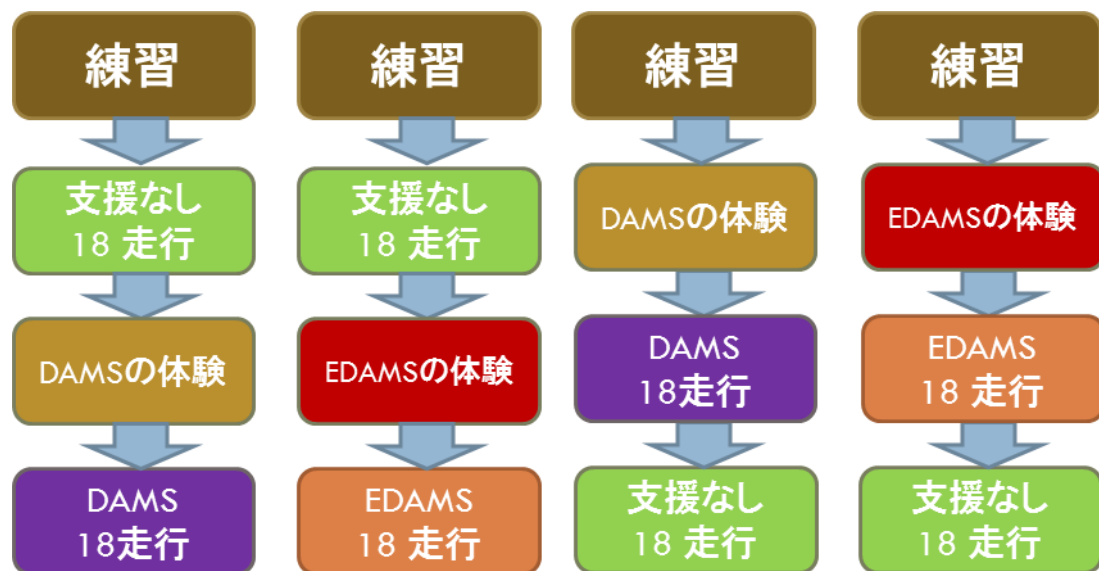 練習
支援なし
18 走行
DAMSの体験
DAMS
18走行
練習
支援なし
18 走行
EDAMSの体験
EDAMS
18 走行
練習
DAMSの体験
DAMS
18走行
支援なし
18 走行
練習
EDAMSの体験
EDAMS
18 走行
支援なし
18 走行